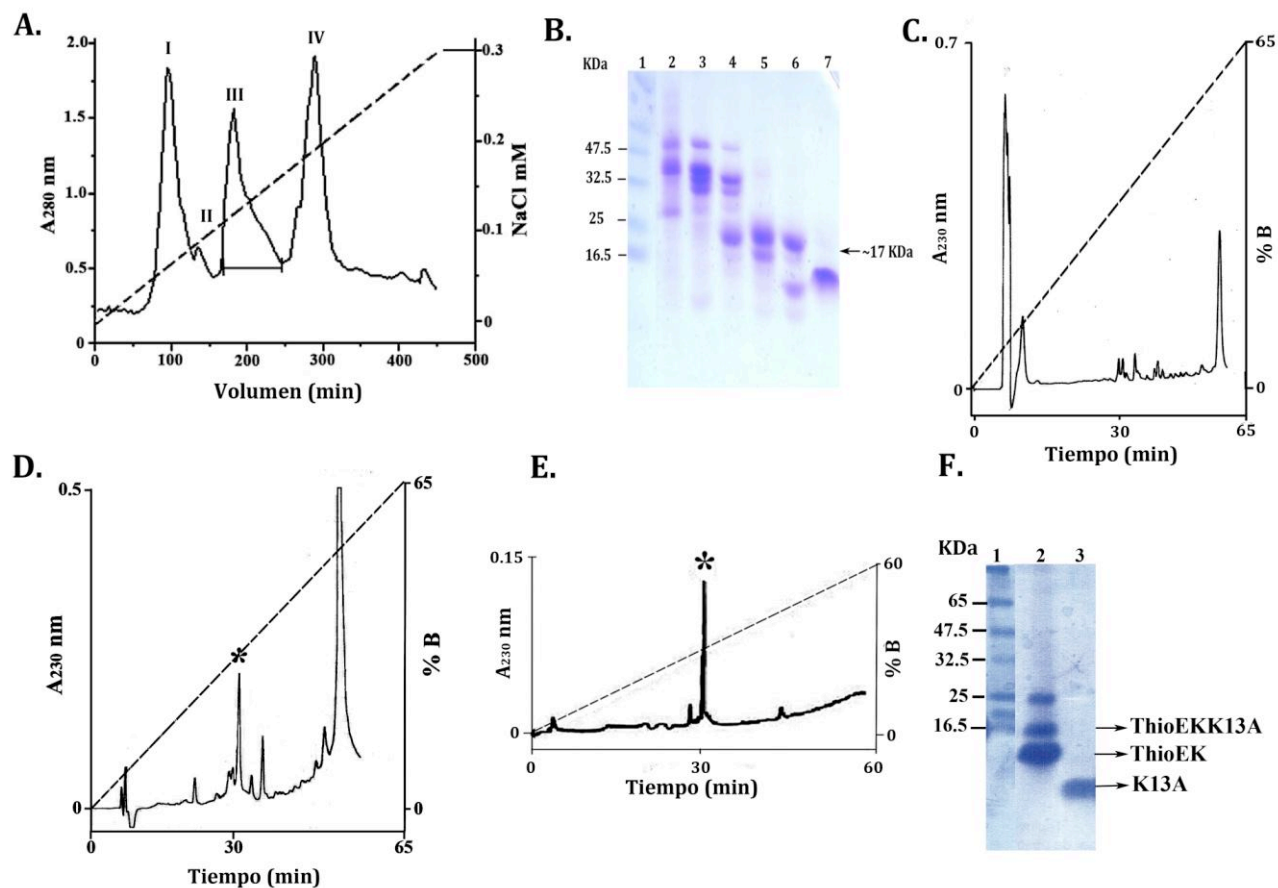 A.
I
II
III
IV
2.0
1.5
1.0
0.5
0
A280 nm
0.3
0.2
0.1
0
NaCl mM
0 100 200 300 400 500
Volumen (min)
B.
KDa 1 2 3 4 5 6 7
47.5
32.5
25
16.5
~17 KDa
C.
0.7
0
A230 nm
65
0
% B
0 30 65
Tiempo (min)
D.
0.5
0
A230 nm
*
65
0
% B
0 30 65
Tiempo (min)
E.
0.15
0
A230 nm
*
60
0
% B
0 30 60
Tiempo (min)
F.
KDa 1 2 3
65
47.5
32.5
25
16.5
ThioEKK13A
ThioEK
K13A